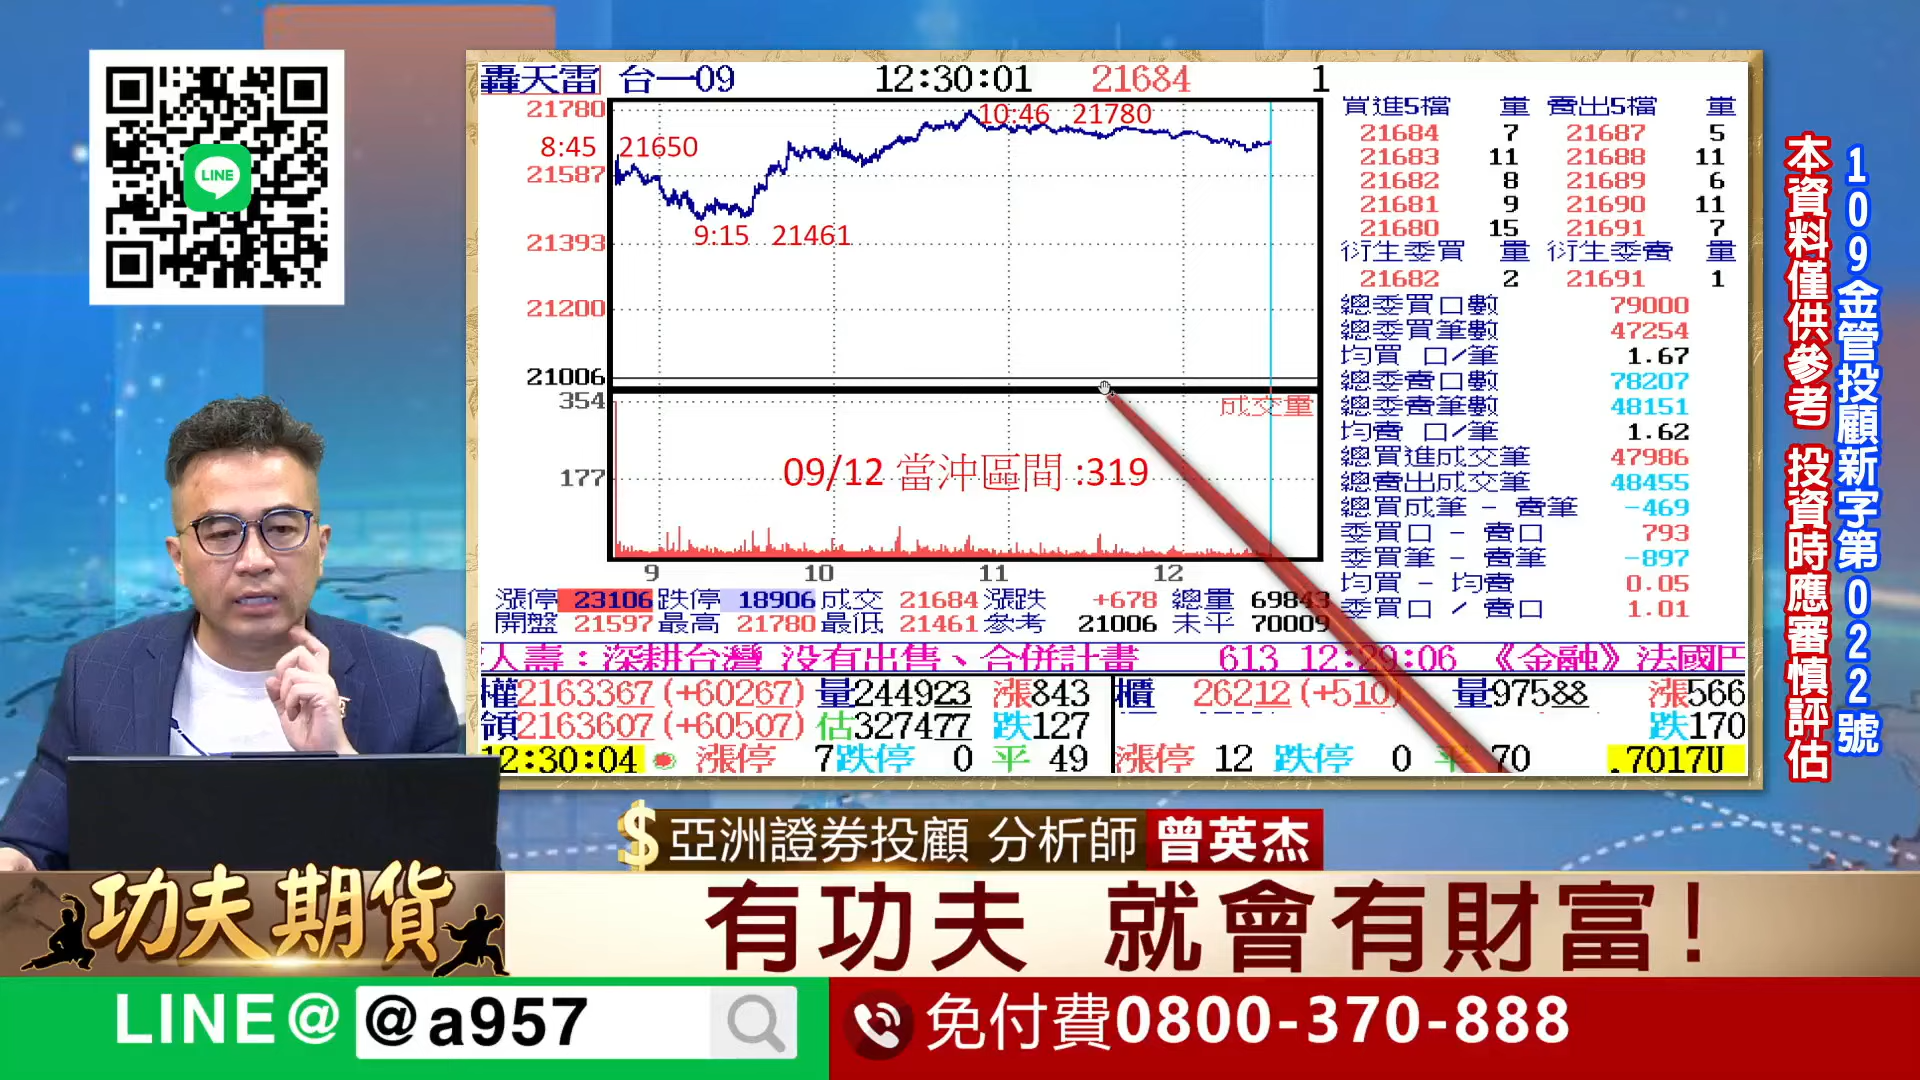 LINE
轟天雷 台一09 12:30:01 21684 1
21780
21587
21393
21200
21006
354
177
8:45 21650
10:46 21780
9:15 21461
成交量
09/12 當沖區間 :319
9 10 11 12
買進5檔 量 賣出5檔 量
21684 7 21687 5
21683 11 21688 11
21682 8 21689 6
21681 9 21690 11
21680 15 21691 7
衍生委買 量 衍生委賣 量
21682 2 21691 1
總委買口數 79000
總委買筆數 47254
均買 口/筆 1.67
總委賣口數 78207
總委賣筆數 48151
均賣 口/筆 1.62
總買進成交筆 47986
總賣出成交筆 48455
總買成筆 - 賣筆 -469
委買口 - 賣口 793
委買筆 - 賣筆 -897
均買 - 均賣 0.05
委買口 / 賣口 1.01
漲停 23106 跌停 18906 成交 21684 漲跌 +678 總量 69843
開盤 21597 最高 21780 最低 21461 參考 21006 未平 70009
人壽：深耕台灣 沒有出售、合併計畫 613 12:29:06 《金融》法國巴
權2163367(+60267) 量244923 漲843 櫃 26212(+510) 量97588 漲566
領2163607(+60507) 估327477 跌127 跌170
12:30:04 漲停 7跌停 0 平 49 漲停 12 跌停 0 平 70 .7017U
109金管投顧新字第022號
本資料僅供參考 投資時應審慎評估
$亞洲證券投顧 分析師 曾英杰
功夫期貨
有功夫 就會有財富!
LINE@ @a957
免付費0800-370-888